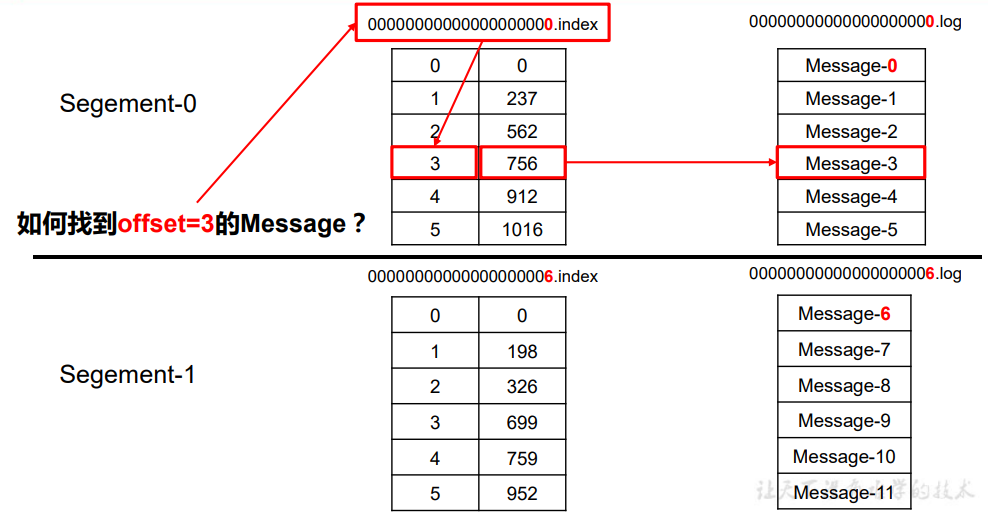 00000000000000000000.index
00000000000000000000.log
Segement-0
0 0 Message-0
1 237 Message-1
2 562 Message-2
3 756 Message-3
4 912 Message-4
5 1016 Message-5
如何找到offset=3的Message？
00000000000000000006.index
00000000000000000006.log
Segement-1
0 0 Message-6
1 198 Message-7
2 326 Message-8
3 699 Message-9
4 759 Message-10
5 952 Message-11
让天下没有难学的技术